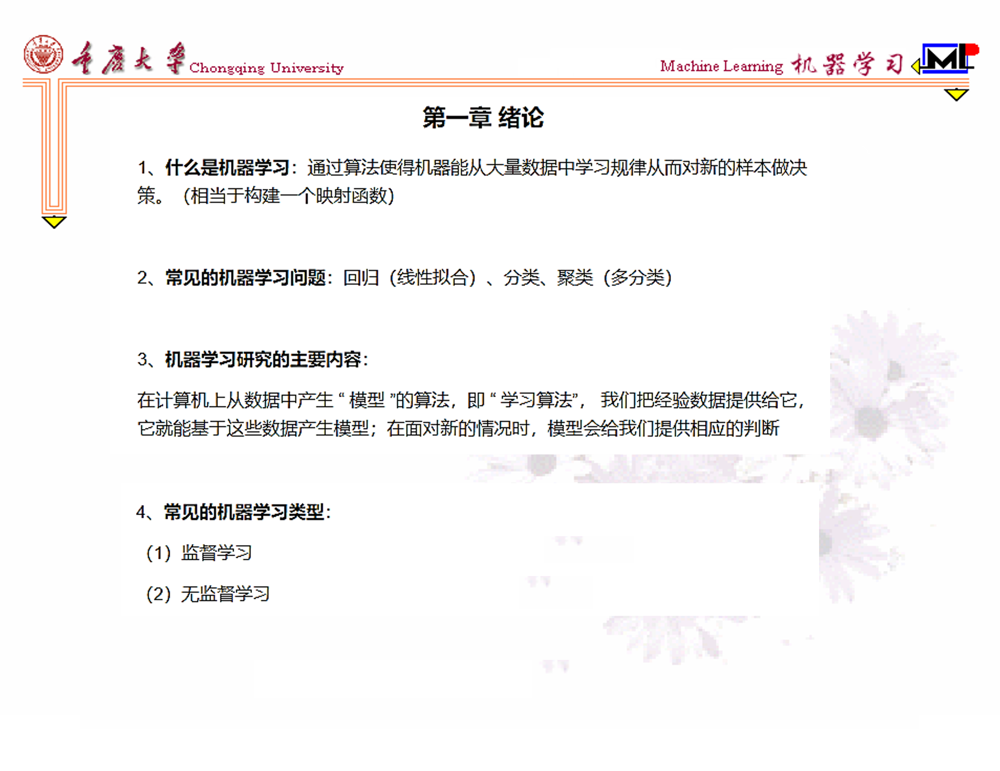 重庆大学 Chongqing University
Machine Learning 机器学习 ML
第一章 绪论
1、什么是机器学习：通过算法使得机器能从大量数据中学习规律从而对新的样本做决
策。（相当于构建一个映射函数）
2、常见的机器学习问题：回归（线性拟合）、分类、聚类（多分类）
3、机器学习研究的主要内容：
在计算机上从数据中产生 “ 模型 ”的算法，即 “ 学习算法”， 我们把经验数据提供给它，
它就能基于这些数据产生模型；在面对新的情况时，模型会给我们提供相应的判断
4、常见的机器学习类型：
（1）监督学习
（2）无监督学习